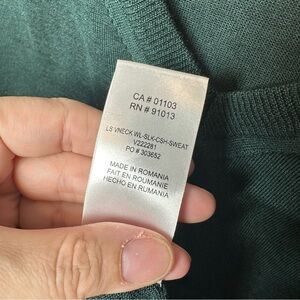 CA # 01103
RN # 91013
LS VNECK WL-SLK-CSH-SWEAT
V222281
PO # 303652
MADE IN ROMANIA
FAIT EN ROUMANIE
HECHO EN RUMANIA